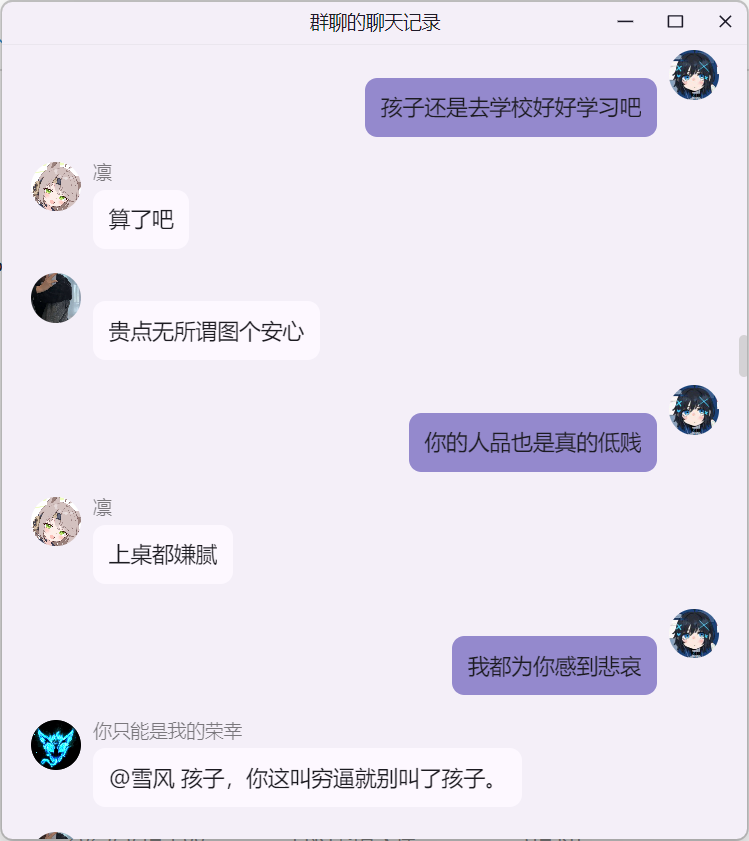 群聊的聊天记录
孩子还是去学校好好学习吧
凛
算了吧
贵点无所谓图个安心
你的人品也是真的低贱
凛
上桌都嫌腻
我都为你感到悲哀
你只能是我的荣幸
@雪风 孩子，你这叫穷逼就别叫了孩子。